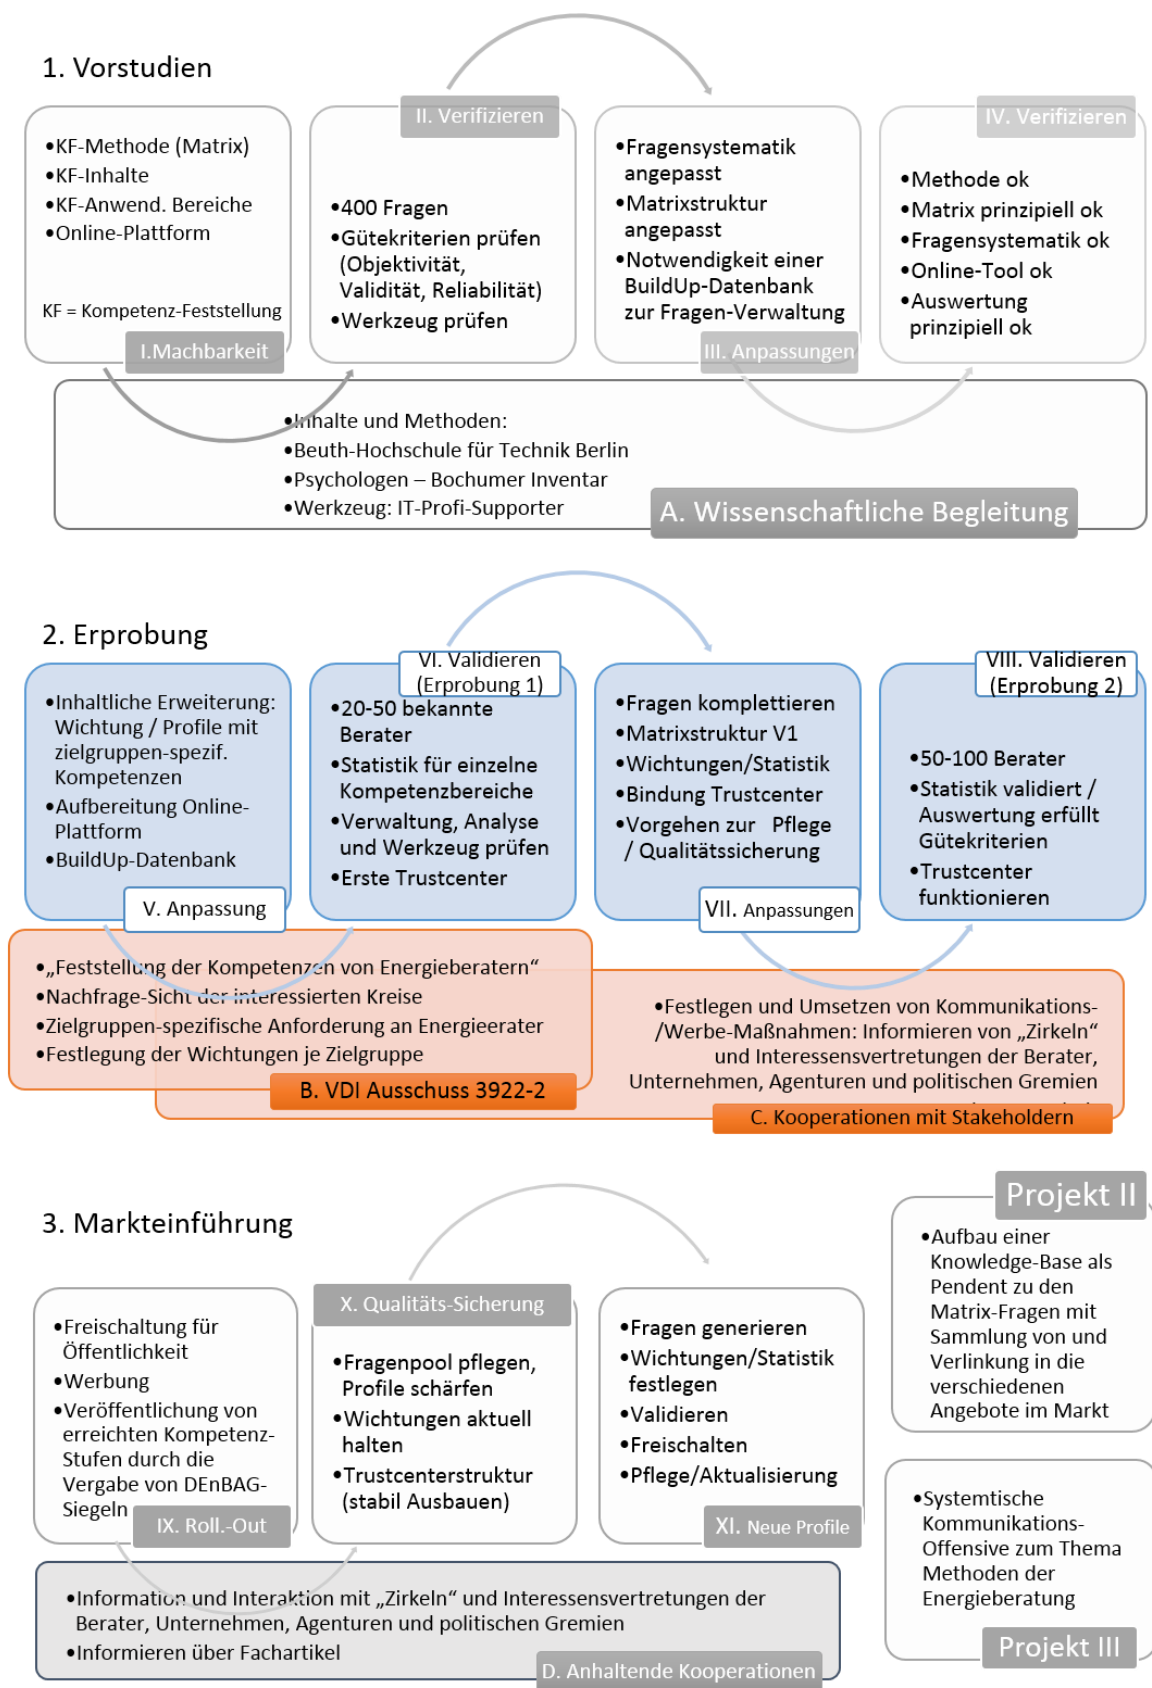 1. Vorstudien
•KF-Methode (Matrix)
•KF-Inhalte
•KF-Anwend. Bereiche
•Online-Plattform
KF = Kompetenz-Feststellung
I.Machbarkeit
II. Verifizieren
•400 Fragen
•Gütekriterien prüfen
(Objektivität,
Validität, Reliabilität)
•Werkzeug prüfen
•Fragensystematik
angepasst
•Matrixstruktur
angepasst
•Notwendigkeit einer
BuildUp-Datenbank
zur Fragen-Verwaltung
III. Anpassungen
IV. Verifizieren
•Methode ok
•Matrix prinzipiell ok
•Fragensystematik ok
•Online-Tool ok
•Auswertung
prinzipiell ok
•Inhalte und Methoden:
•Beuth-Hochschule für Technik Berlin
•Psychologen – Bochumer Inventar
•Werkzeug: IT-Profi-Supporter
A. Wissenschaftliche Begleitung
2. Erprobung
•Inhaltliche Erweiterung:
Wichtung / Profile mit
zielgruppen-spezif.
Kompetenzen
•Aufbereitung Online-
Plattform
•BuildUp-Datenbank
V. Anpassung
VI. Validieren
(Erprobung 1)
•20-50 bekannte
Berater
•Statistik für einzelne
Kompetenzbereiche
•Verwaltung, Analyse
und Werkzeug prüfen
•Erste Trustcenter
•Fragen komplettieren
•Matrixstruktur V1
•Wichtungen/Statistik
•Bindung Trustcenter
•Vorgehen zur Pflege
/ Qualitätssicherung
VII. Anpassungen
VIII. Validieren
(Erprobung 2)
•50-100 Berater
•Statistik validiert /
Auswertung erfüllt
Gütekriterien
•Trustcenter
funktionieren
•„Feststellung der Kompetenzen von Energieberatern“
•Nachfrage-Sicht der interessierten Kreise
•Zielgruppen-spezifische Anforderung an Energieerater
•Festlegung der Wichtungen je Zielgruppe
B. VDI Ausschuss 3922-2
•Festlegen und Umsetzen von Kommunikations-
/Werbe-Maßnahmen: Informieren von „Zirkeln“
und Interessensvertretungen der Berater,
Unternehmen, Agenturen und politischen Gremien
C. Kooperationen mit Stakeholdern
3. Markteinführung
•Freischaltung für
Öffentlichkeit
•Werbung
•Veröffentlichung von
erreichten Kompetenz-
Stufen durch die
Vergabe von DEnBAG-
Siegeln
IX. Roll.-Out
X. Qualitäts-Sicherung
•Fragenpool pflegen,
Profile schärfen
•Wichtungen aktuell
halten
•Trustcenterstruktur
(stabil Ausbauen)
•Fragen generieren
•Wichtungen/Statistik
festlegen
•Validieren
•Freischalten
•Pflege/Aktualisierung
XI. Neue Profile
Projekt II
•Aufbau einer
Knowledge-Base als
Pendent zu den
Matrix-Fragen mit
Sammlung von und
Verlinkung in die
verschiedenen
Angebote im Markt
•Systemtische
Kommunikations-
Offensive zum Thema
Methoden der
Energieberatung
Projekt III
•Information und Interaktion mit „Zirkeln“ und Interessensvertretungen der
Berater, Unternehmen, Agenturen und politischen Gremien
•Informieren über Fachartikel
D. Anhaltende Kooperationen